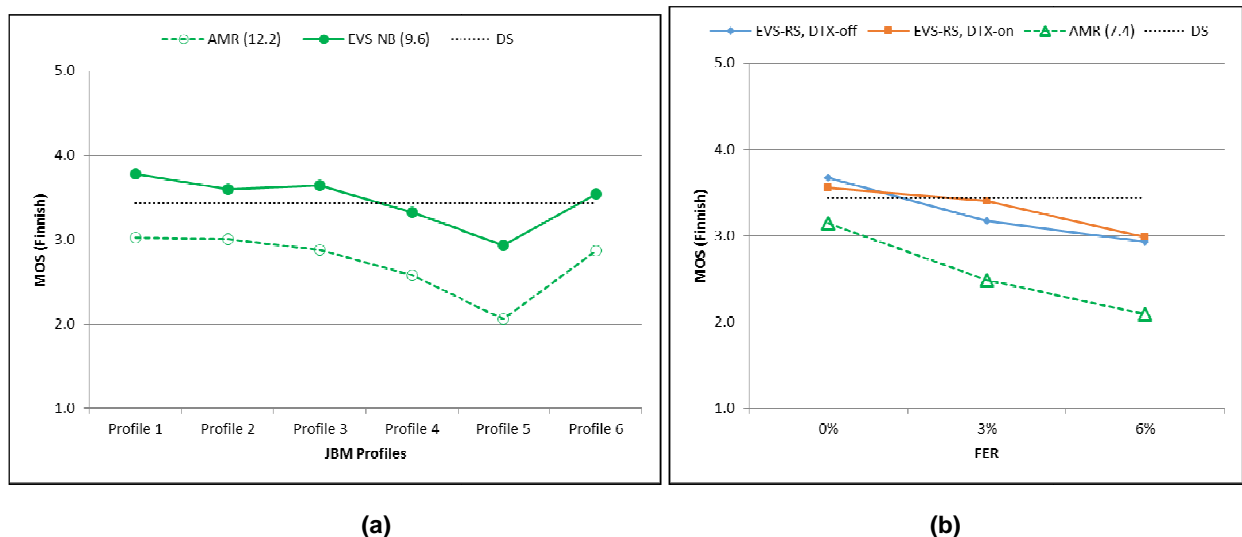 AMR (12.2) EVS NB (9.6) DS
5.0
4.0
3.0
2.0
1.0
MOS (Finnish)
Profile 1 Profile 2 Profile 3 Profile 4 Profile 5 Profile 6
JBM Profiles
(a)
EVS-RS, DTX-off EVS-RS, DTX-on AMR (7.4) DS
5.0
4.0
3.0
2.0
1.0
MOS (Finnish)
0% 3% 6%
FER
(b)